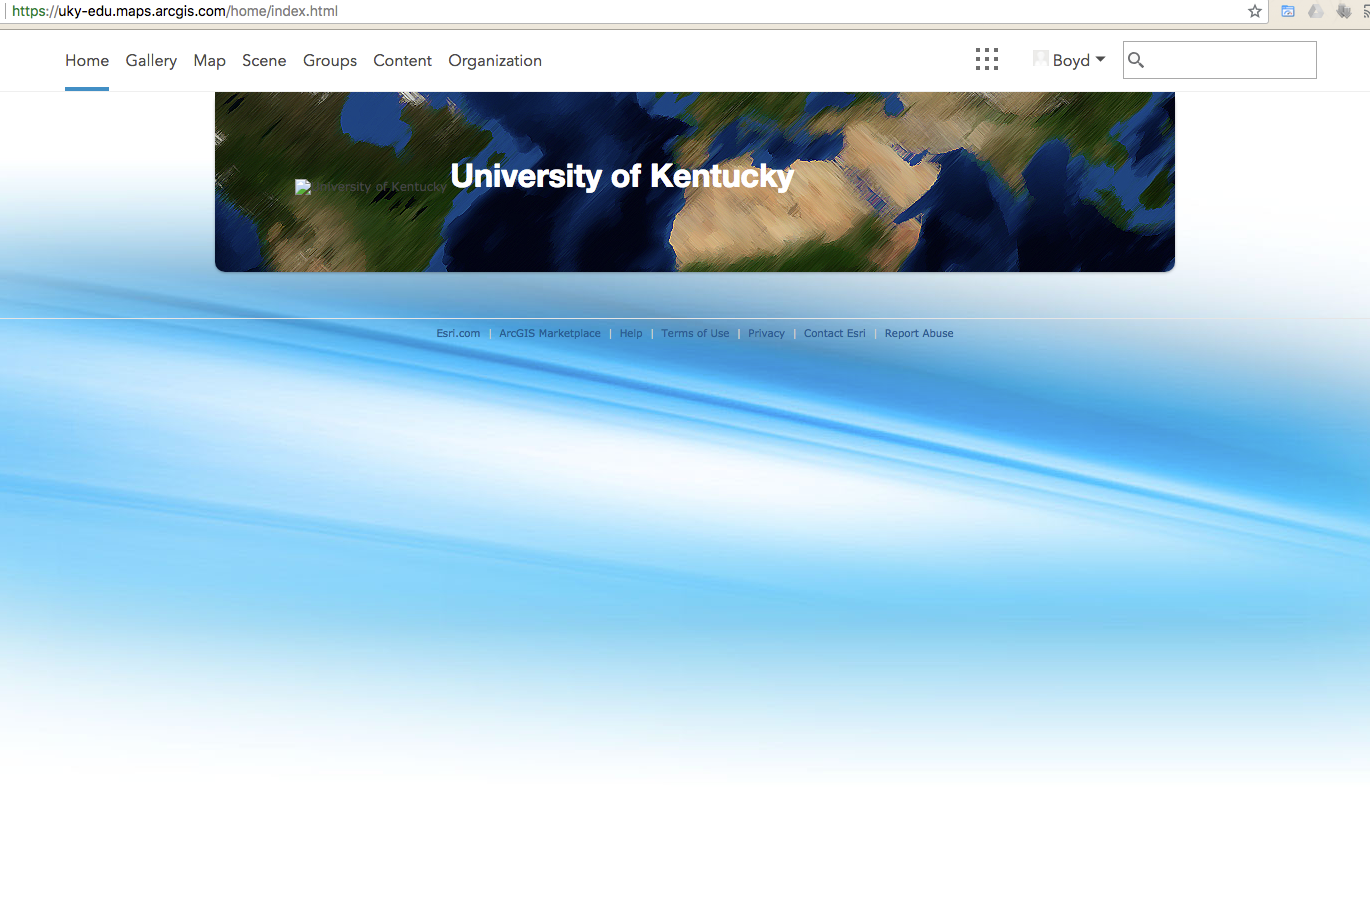 https://uky-edu.maps.arcgis.com/home/index.html
Home Gallery Map Scene Groups Content Organization Boyd
University of Kentucky University of Kentucky
Esri.com | ArcGIS Marketplace | Help | Terms of Use | Privacy | Contact Esri | Report Abuse